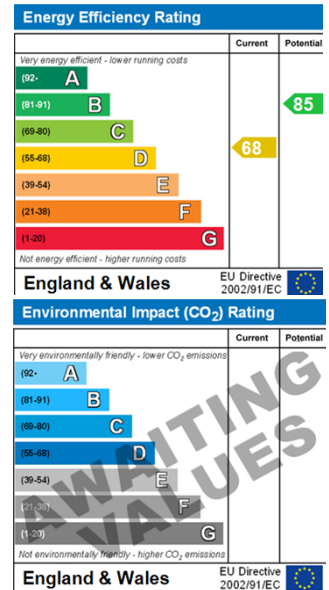 Energy Efficiency Rating
Current Potential
Very energy efficient - lower running costs
(92- A
(81-91) B 85
(69-80) C
(55-68) D 68
(39-54) E
(21-38) F
(1-20) G
Not energy efficient - higher running costs
England & Wales
EU Directive
2002/91/EC
Environmental Impact (CO2) Rating
Current Potential
Very environmentally friendly - lower CO2 emissions
(92- A
(81-91) B
(69-80) C
(55-68) D
(39-54) E
(21-38) F
(1-20) G
AWAITING
VALUES
Not environmentally friendly - higher CO2 emissions
England & Wales
EU Directive
2002/91/EC